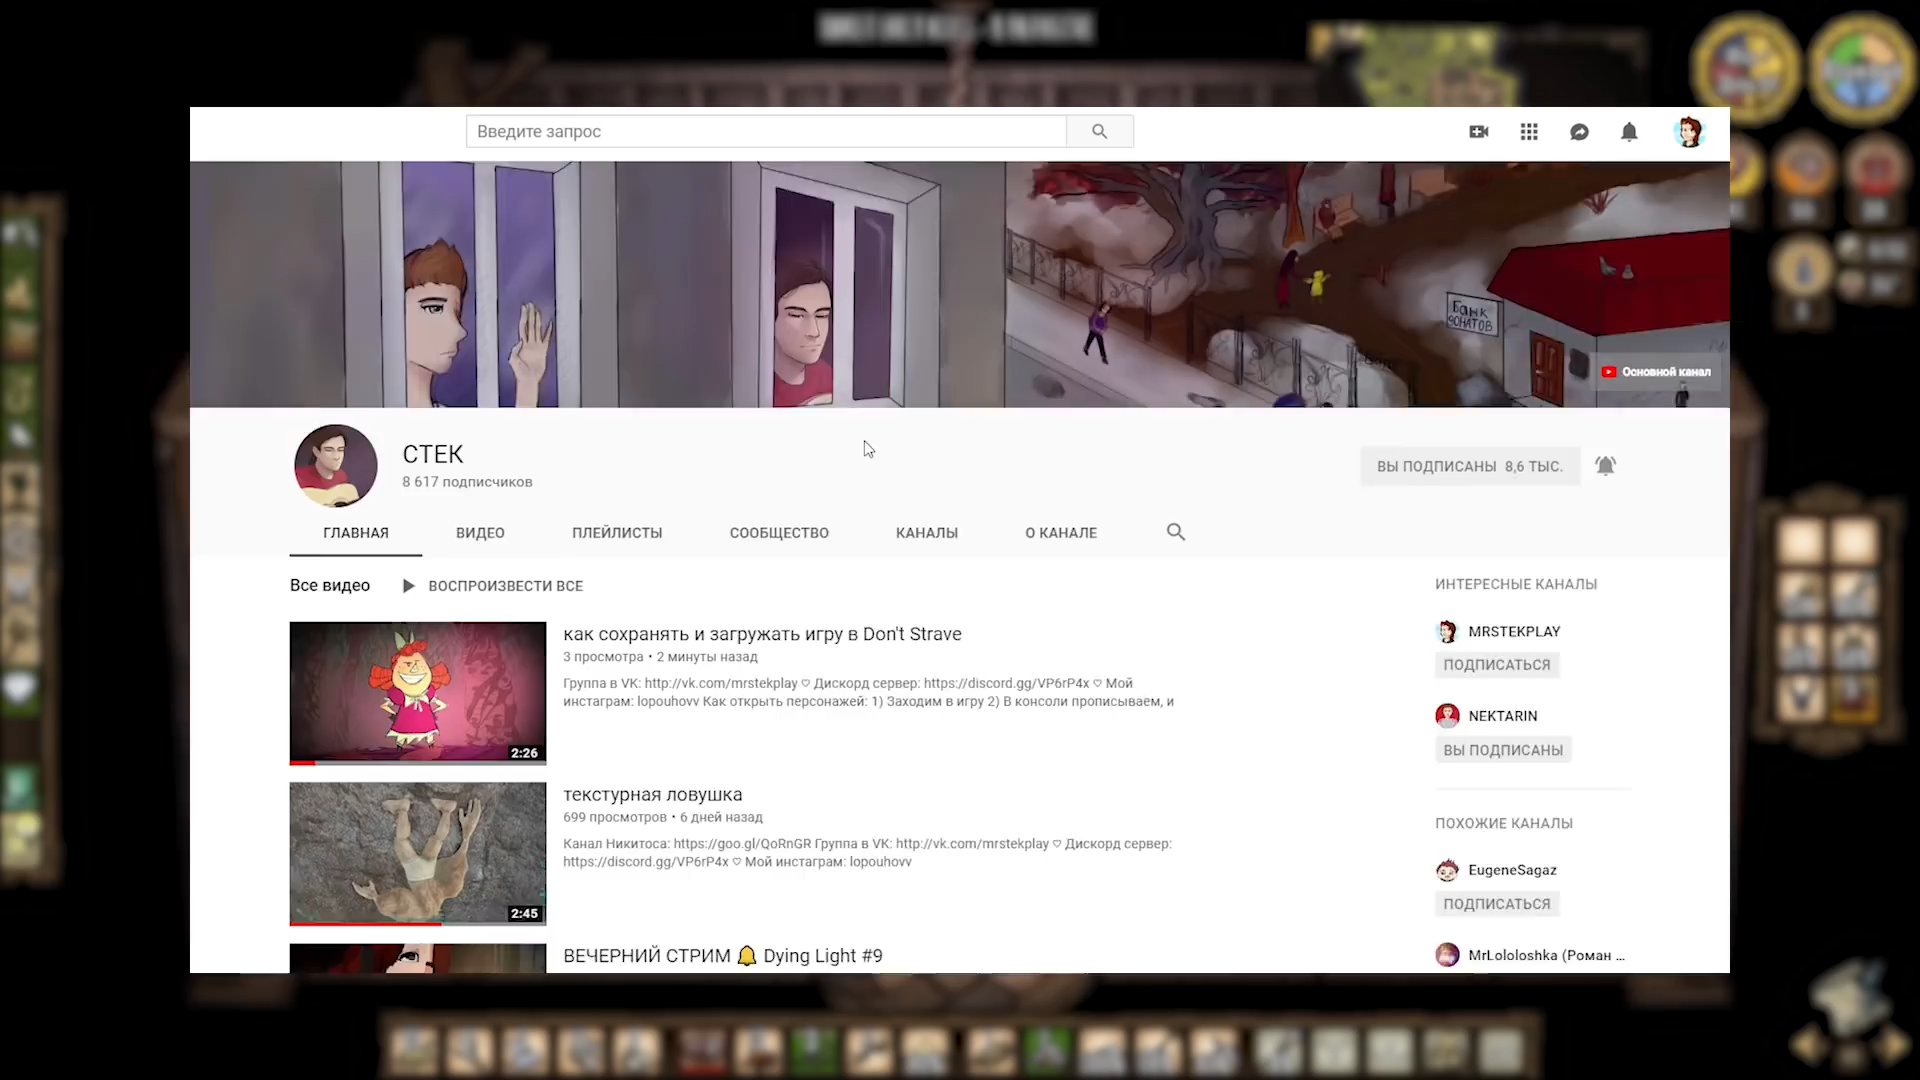 Введите запрос
Банк
ДОНАТОВ
Основной канал
СТЕК
8 617 подписчиков
ВЫ ПОДПИСАНЫ 8,6 ТЫС.
ГЛАВНАЯ
ВИДЕО
ПЛЕЙЛИСТЫ
СООБЩЕСТВО
КАНАЛЫ
О КАНАЛЕ
Все видео
ВОСПРОИЗВЕСТИ ВСЕ
2:26
как сохранять и загружать игру в Don't Strave
3 просмотра • 2 минуты назад
Группа в VK: http://vk.com/mrstekplay ♡ Дискорд сервер: https://discord.gg/VP6rP4x ♡ Мой
инстаграм: lopouhovv Как открыть персонажей: 1) Заходим в игру 2) В консоли прописываем, и
2:45
текстурная ловушка
699 просмотров • 6 дней назад
Канал Никитоса: https://goo.gl/QoRnGR Группа в VK: http://vk.com/mrstekplay ♡ Дискорд сервер:
https://discord.gg/VP6rP4x ♡ Мой инстаграм: lopouhovv
ВЕЧЕРНИЙ СТРИМ 🔔 Dying Light #9
ИНТЕРЕСНЫЕ КАНАЛЫ
MRSTEKPLAY
ПОДПИСАТЬСЯ
NEKTARIN
ВЫ ПОДПИСАНЫ
ПОХОЖИЕ КАНАЛЫ
EugeneSagaz
ПОДПИСАТЬСЯ
MrLololoshka (Роман ...